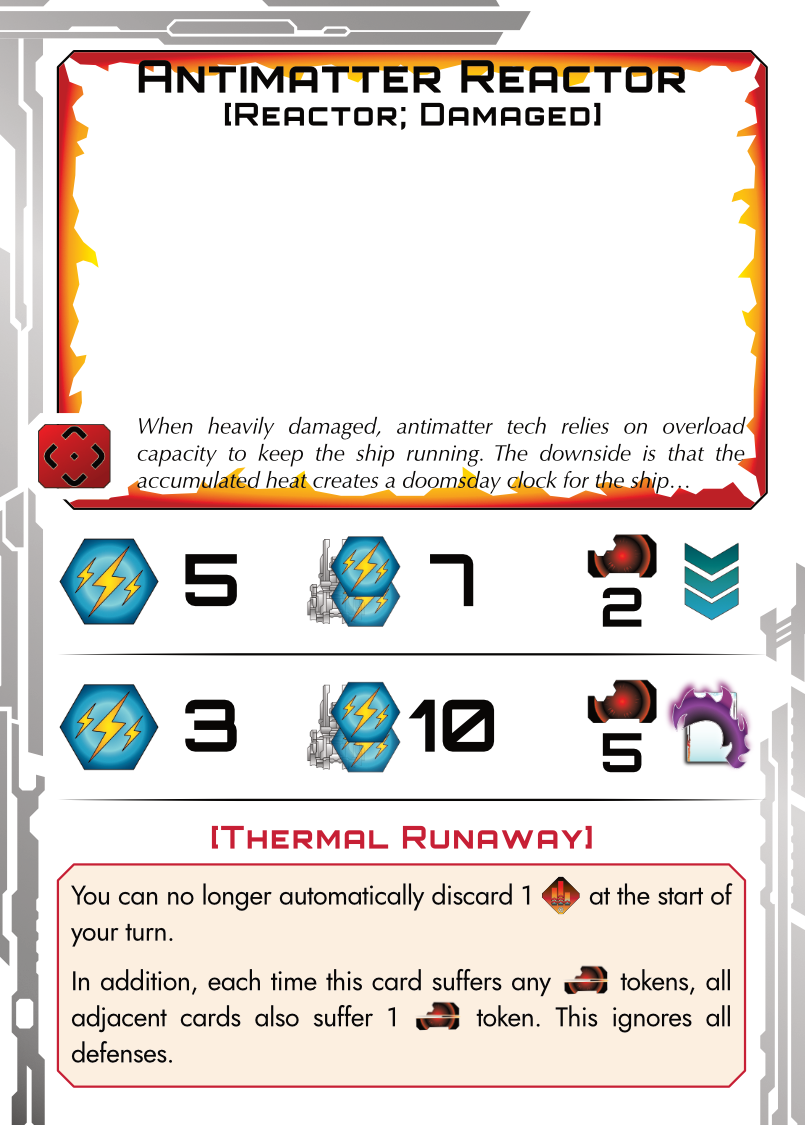 Antimatter Reactor
[Reactor; Damaged]
When heavily damaged, antimatter tech relies on overload
capacity to keep the ship running. The downside is that the
accumulated heat creates a doomsday clock for the ship…
5 7 2
3 10 5
[Thermal Runaway]
You can no longer automatically discard 1 at the start of
your turn.
In addition, each time this card suffers any tokens, all
adjacent cards also suffer 1 token. This ignores all
defenses.